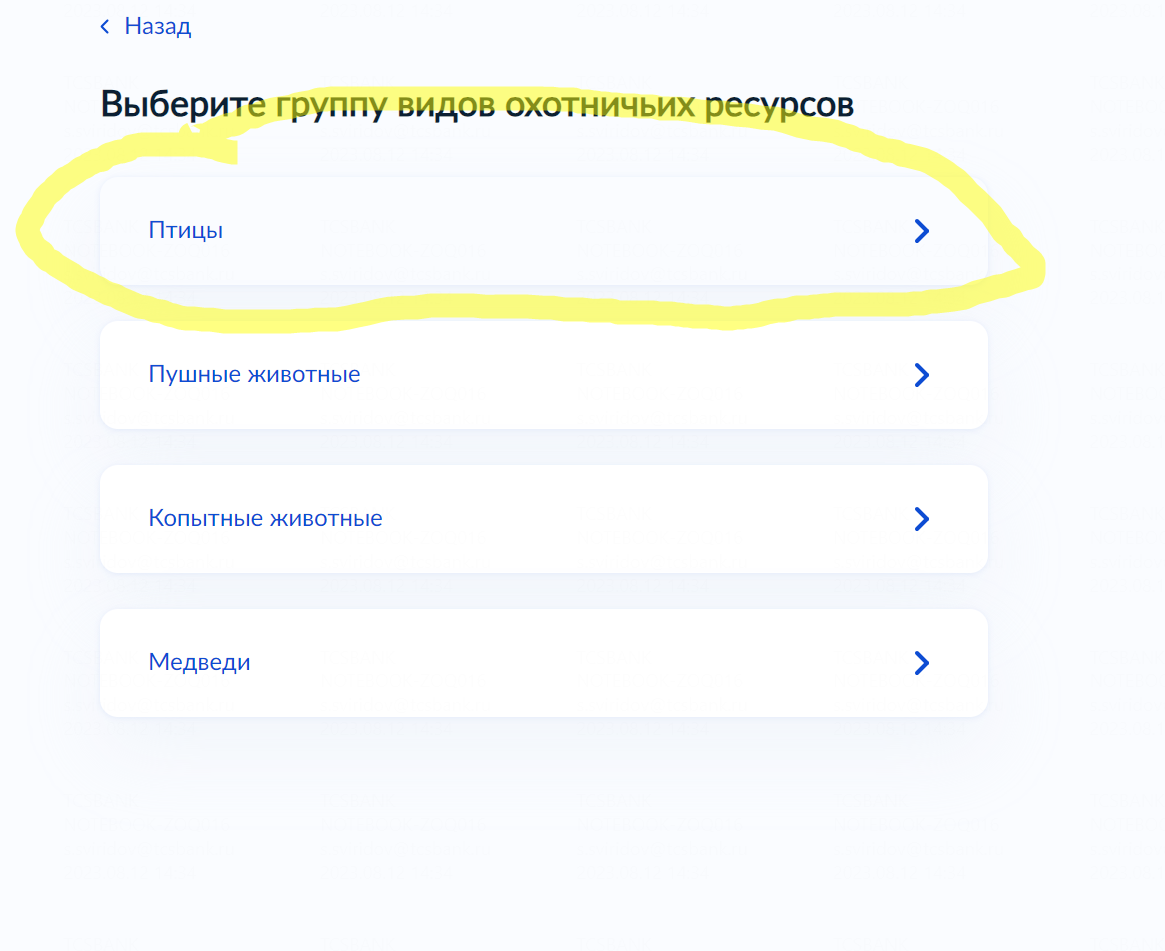 Назад
Выберите группу видов охотничьих ресурсов
Птицы
Пушные животные
Копытные животные
Медведи